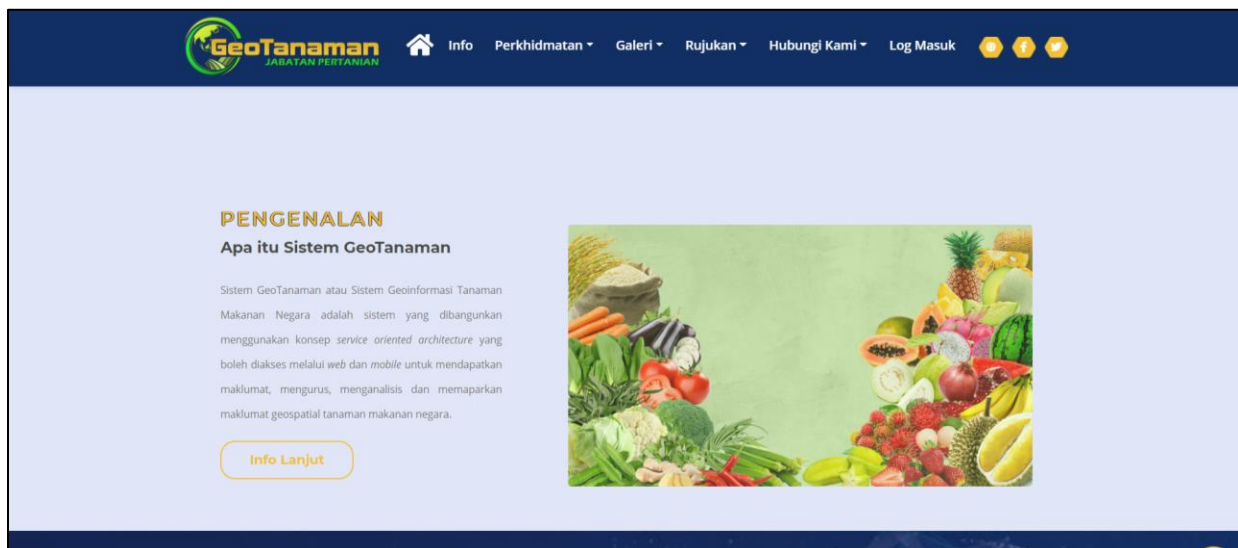 GeoTanaman
JABATAN PERTANIAN
Info Perkhidmatan Galeri Rujukan Hubungi Kami Log Masuk
PENGENALAN
Apa itu Sistem GeoTanaman
Sistem GeoTanaman atau Sistem Geoinformasi Tanaman
Makanan Negara adalah sistem yang dibangunkan
menggunakan konsep service oriented architecture yang
boleh diakses melalui web dan mobile untuk mendapatkan
maklumat, mengurus, menganalisis dan memaparkan
maklumat geospatial tanaman makanan negara.
Info Lanjut